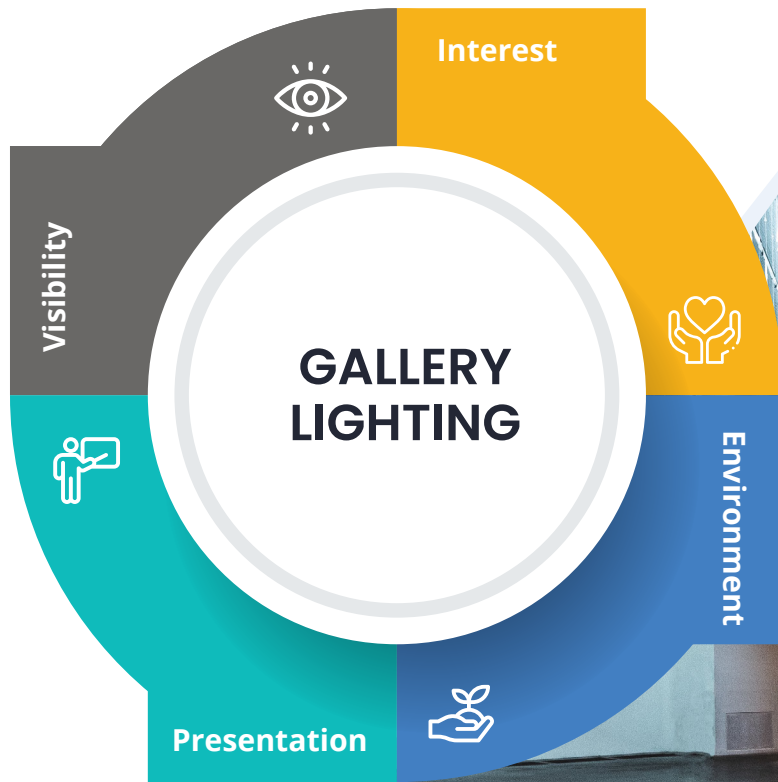 Interest
Visibility
GALLERY
LIGHTING
Environment
Presentation